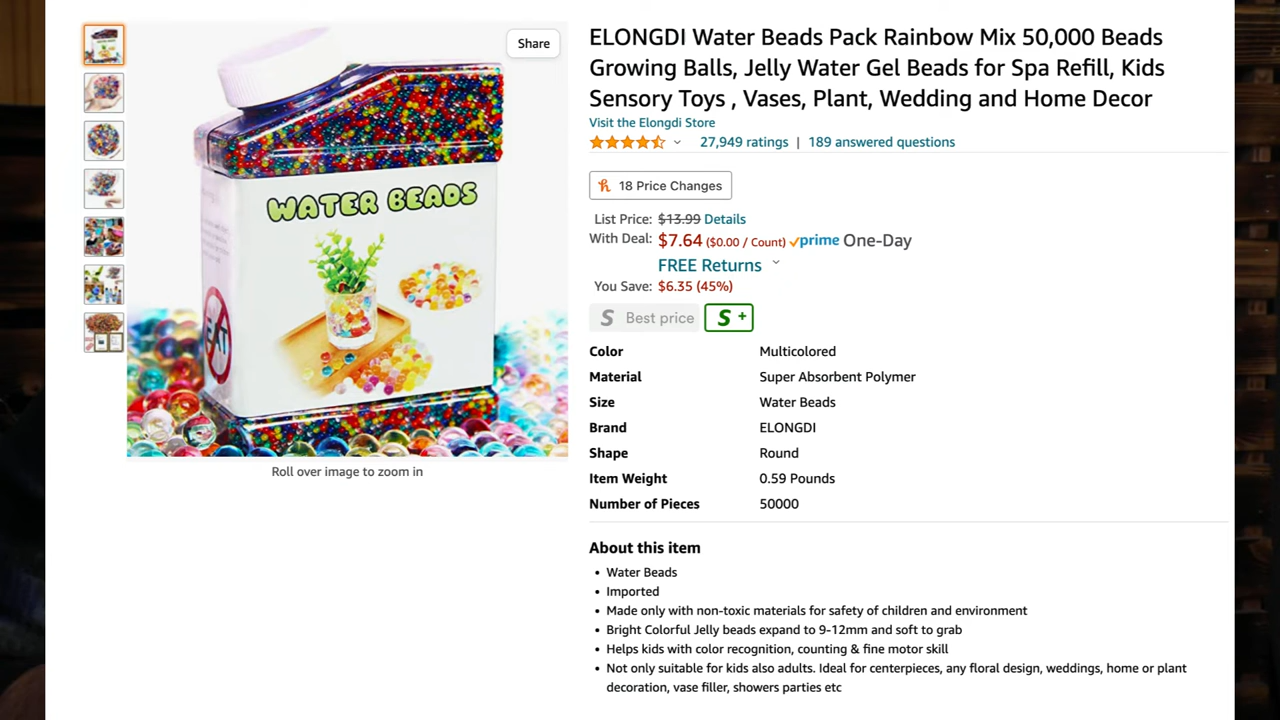 Share
ELONGDI Water Beads Pack Rainbow Mix 50,000 Beads
Growing Balls, Jelly Water Gel Beads for Spa Refill, Kids
Sensory Toys , Vases, Plant, Wedding and Home Decor
Visit the Elongdi Store
27,949 ratings | 189 answered questions
18 Price Changes
List Price: $13.99 Details
With Deal: $7.64 ($0.00 / Count) prime One-Day
FREE Returns
You Save: $6.35 (45%)
S Best price S +
Color Multicolored
Material Super Absorbent Polymer
Size Water Beads
Brand ELONGDI
Shape Round
Item Weight 0.59 Pounds
Number of Pieces 50000
About this item
• Water Beads
• Imported
• Made only with non-toxic materials for safety of children and environment
• Bright Colorful Jelly beads expand to 9-12mm and soft to grab
• Helps kids with color recognition, counting & fine motor skill
• Not only suitable for kids also adults. Ideal for centerpieces, any floral design, weddings, home or plant
decoration, vase filler, showers parties etc
WATER BEADS
EAT
Roll over image to zoom in